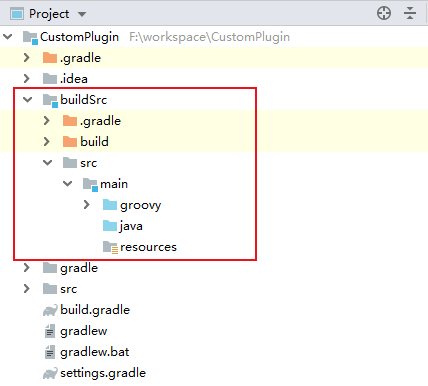 Project
CustomPlugin F:\workspace\CustomPlugin
.gradle
.idea
buildSrc
.gradle
build
src
main
groovy
java
resources
gradle
src
build.gradle
gradlew
gradlew.bat
settings.gradle